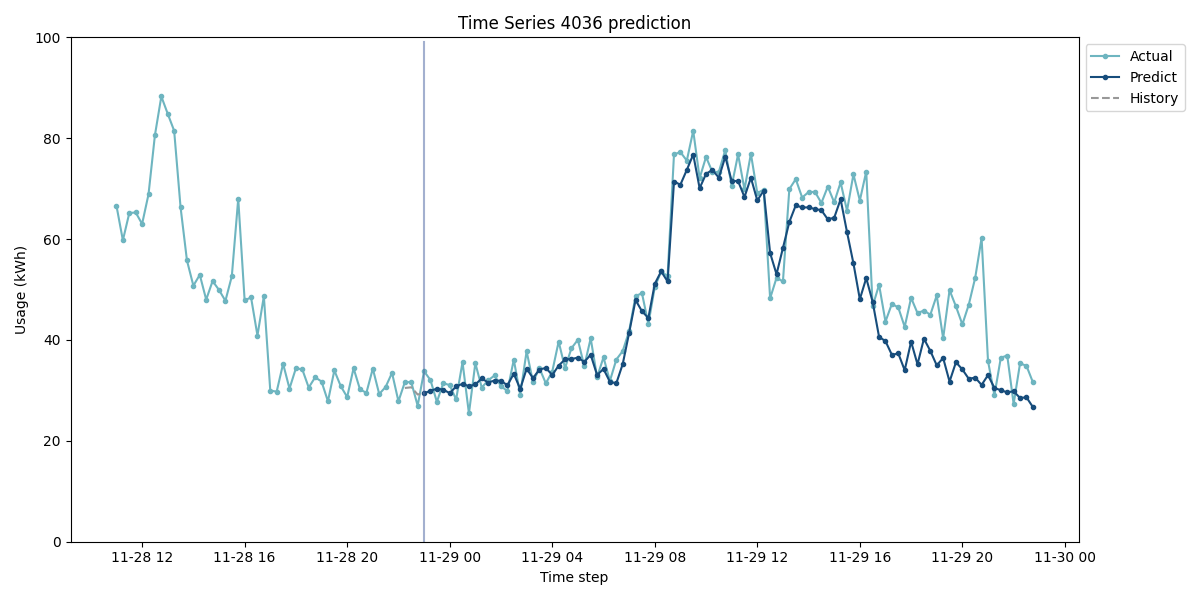 Time Series 4036 prediction
100
80
60
40
20
0
Usage (kWh)
11-28 12
11-28 16
11-28 20
11-29 00
11-29 04
11-29 08
11-29 12
11-29 16
11-29 20
11-30 00
Time step
Actual
Predict
History